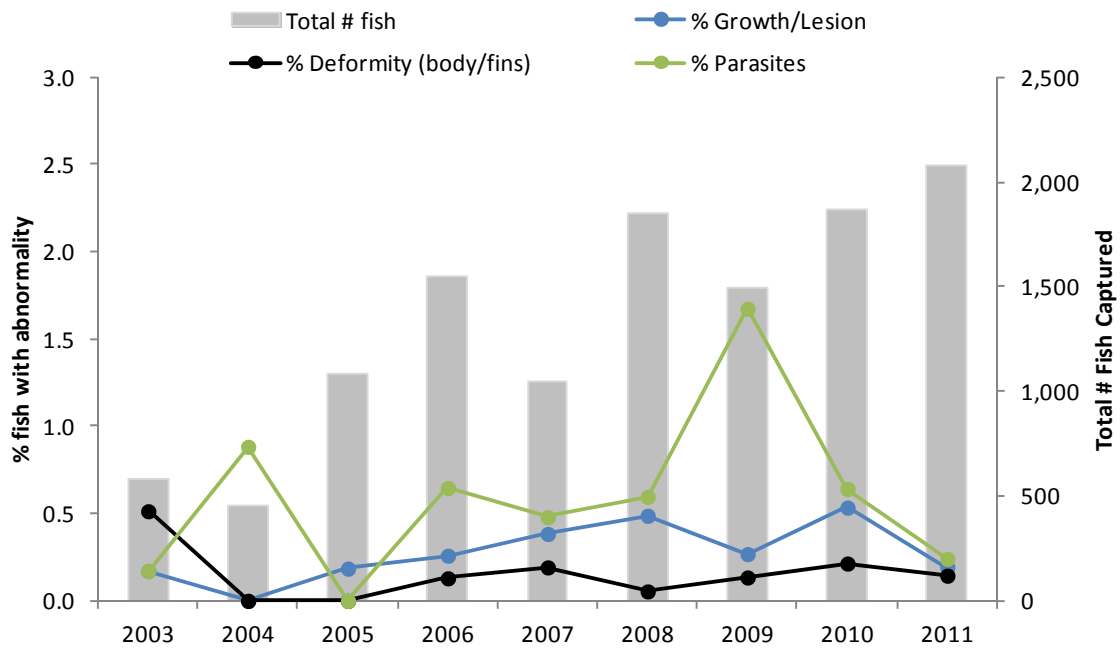 Total # fish
% Growth/Lesion
% Deformity (body/fins)
% Parasites
3.0
2.5
2.0
1.5
1.0
0.5
0.0
% fish with abnormality
2,500
2,000
1,500
1,000
500
0
Total # Fish Captured
2003 2004 2005 2006 2007 2008 2009 2010 2011